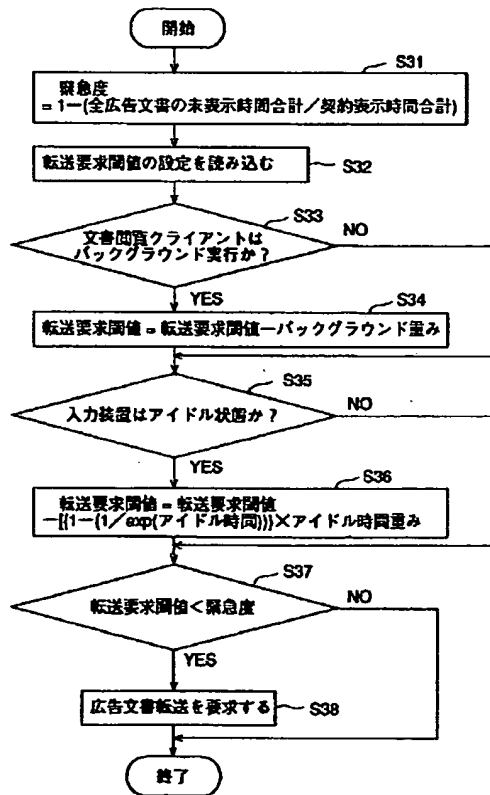 開始
S31
緊急度
= 1ー(全広告文書の未表示時間合計／契約表示時間合計)
転送要求閾値の設定を読み込む
S32
S33
文書閲覧クライアントは
バックグラウンド実行か？
NO
YES
S34
転送要求閾値 = 転送要求閾値ーバックグラウンド重み
S35
入力装置はアイドル状態か？
NO
YES
S36
転送要求閾値 = 転送要求閾値
ー[{1ー(1／exp(アイドル時間))}×アイドル時間重み
S37
転送要求閾値＜緊急度
NO
YES
広告文書転送を要求する
S38
終了